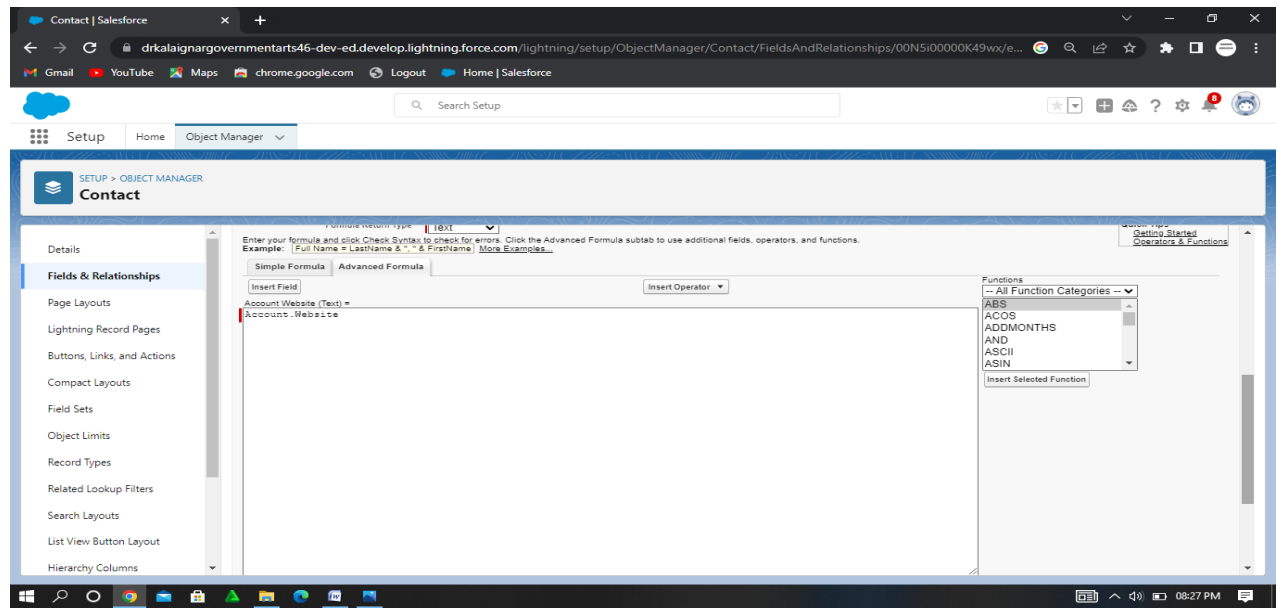 Contact | Salesforce
drkalaignargovernmentarts46-dev-ed.develop.lightning.force.com/lightning/setup/ObjectManager/Contact/FieldsAndRelationships/00N5i00000K49wx/e...
Gmail YouTube Maps chrome.google.com Logout Home | Salesforce
Search Setup
8
Setup Home Object Manager
SETUP > OBJECT MANAGER
Contact
Details
Fields & Relationships
Page Layouts
Lightning Record Pages
Buttons, Links, and Actions
Compact Layouts
Field Sets
Object Limits
Record Types
Related Lookup Filters
Search Layouts
List View Button Layout
Hierarchy Columns
Formula Return Type Text
Enter your formula and click Check Syntax to check for errors. Click the Advanced Formula subtab to use additional fields, operators, and functions.
Example: Full Name = LastName & ", " & FirstName More Examples...
Quick Tips
Getting Started
Operators & Functions
Simple Formula Advanced Formula
Insert Field Insert Operator
Account Website (Text) =
Account.Website
Functions
-- All Function Categories --
ABS
ACOS
ADDMONTHS
AND
ASCII
ASIN
Insert Selected Function
08:27 PM